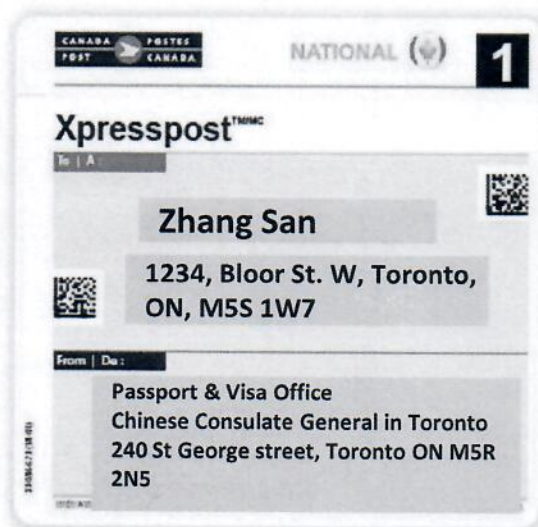 CANADA POSTES
POST CANADA
NATIONAL
1
Xpresspost™/MC
To | A :
Zhang San
1234, Bloor St. W, Toronto,
ON, M5S 1W7
From | De :
Passport & Visa Office
Chinese Consulate General in Toronto
240 St George street, Toronto ON M5R
2N5